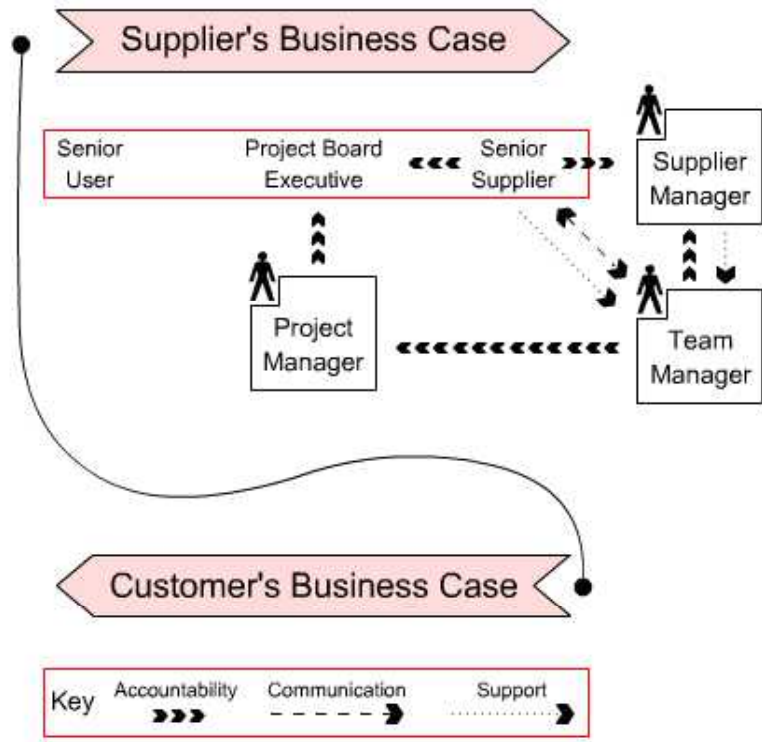 Supplier's Business Case
Senior
User
Project Board
Executive
Senior
Supplier
Supplier
Manager
Project
Manager
Team
Manager
Customer's Business Case
Key
Accountability
Communication
Support